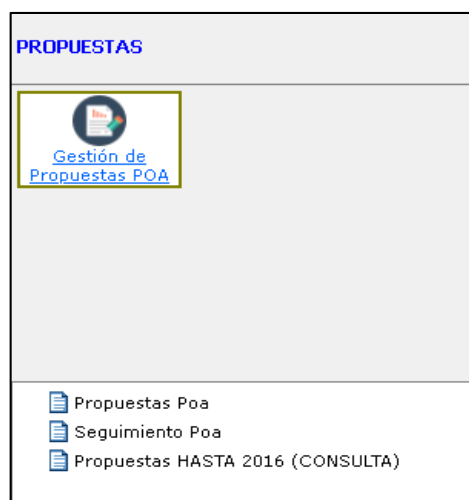 PROPUESTAS
Gestión de
Propuestas POA
Propuestas Poa
Seguimiento Poa
Propuestas HASTA 2016 (CONSULTA)